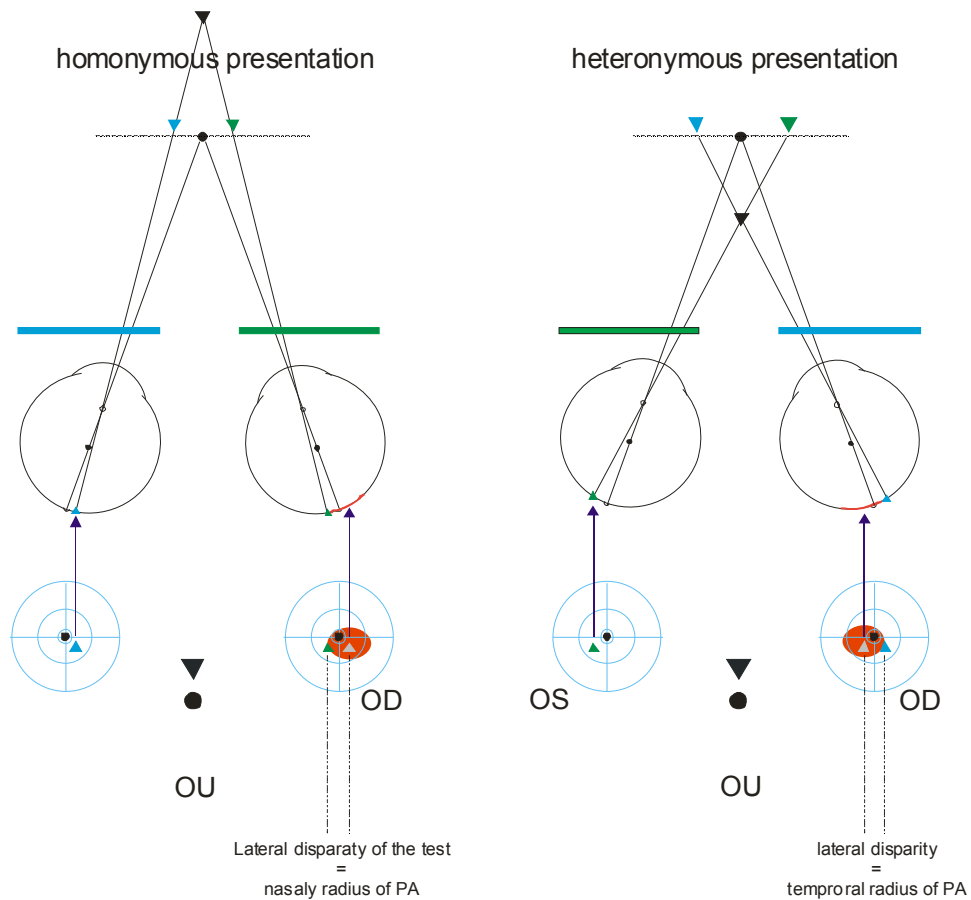 homonymous presentation
heteronymous presentation
OD
OS
OD
OU
OU
Lateral disparaty of the test
=
nasaly radius of PA
lateral disparity
=
temproral radius of PA